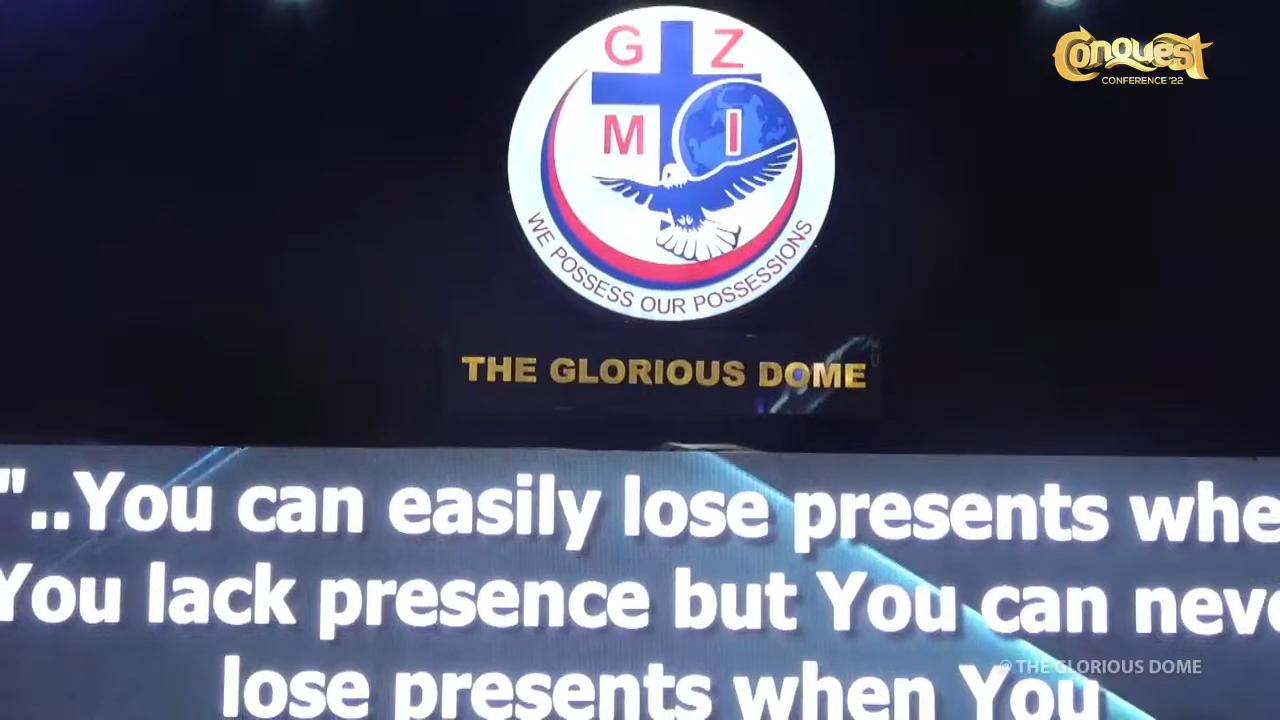 Conquest
CONFERENCE '22
G Z
M I
WE POSSESS OUR POSSESSIONS
THE GLORIOUS DOME
"..You can easily lose presents whe
You lack presence but You can neve
lose presents when You
© THE GLORIOUS DOME